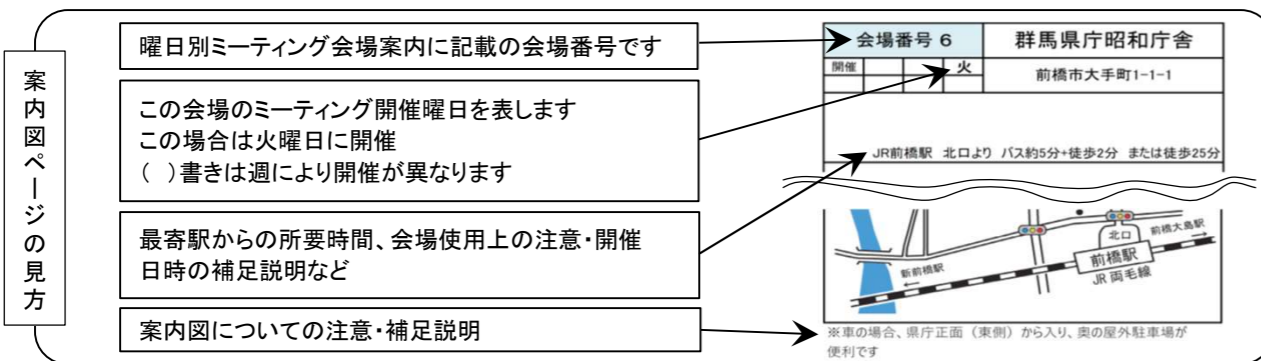 案内図ページの見方
曜日別ミーティング会場案内に記載の会場番号です
この会場のミーティング開催曜日を表します
この場合は火曜日に開催
（ ）書きは週により開催が異なります
最寄駅からの所要時間、会場使用上の注意・開催
日時の補足説明など
案内図についての注意・補足説明
会場番号 6
群馬県庁昭和庁舎
開催
火
前橋市大手町1-1-1
JR前橋駅 北口より バス約5分+徒歩2分 または徒歩25分
北口
前橋大島駅
前橋駅
新前橋駅
JR両毛線
※車の場合、県庁正面（東側）から入り、奥の屋外駐車場が
便利です